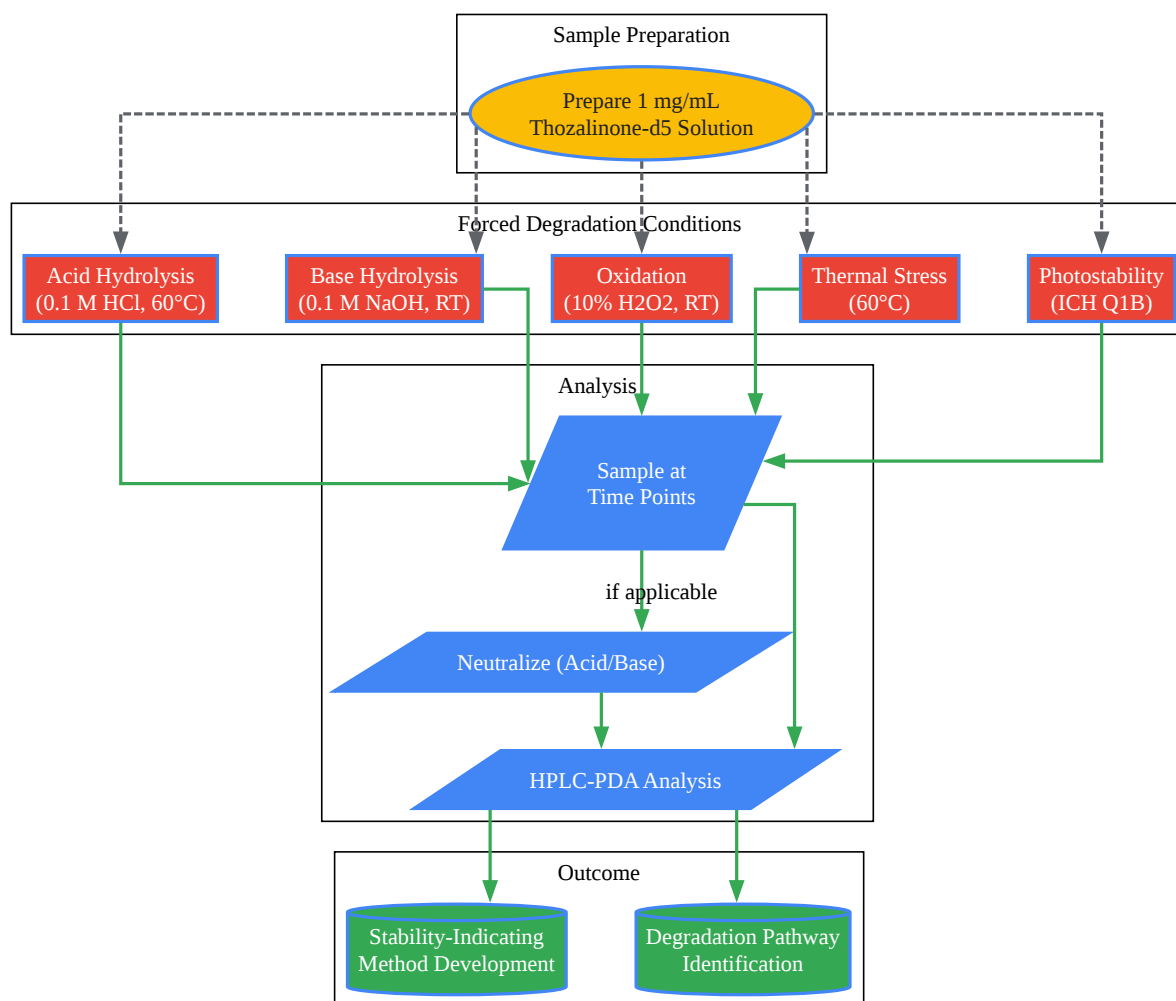 Sample Preparation
Prepare 1 mg/mL
Thozalinone-d5 Solution
Forced Degradation Conditions
Acid Hydrolysis
(0.1 M HCl, 60°C)
Base Hydrolysis
(0.1 M NaOH, RT)
Oxidation
(10% H2O2, RT)
Thermal Stress
(60°C)
Photostability
(ICH Q1B)
Analysis
Sample at
Time Points
if applicable
Neutralize (Acid/Base)
HPLC-PDA Analysis
Outcome
Stability-Indicating
Method Development
Degradation Pathway
Identification